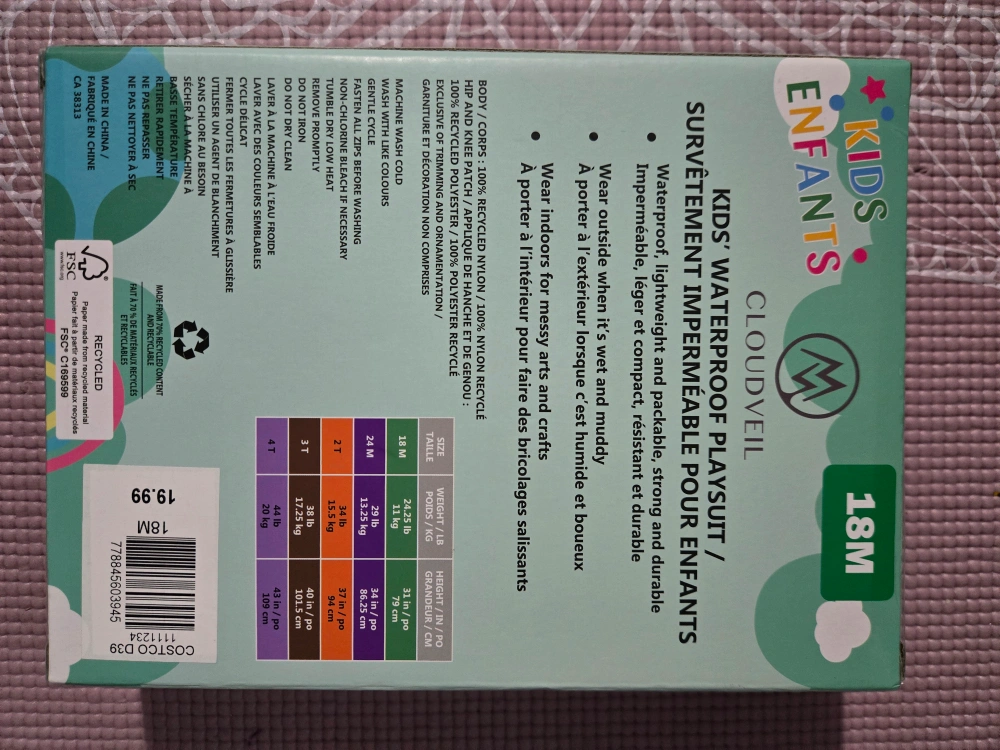 KIDS
ENFANTS
CLOUDVEIL
18M
KIDS' WATERPROOF PLAYSUIT /
SURVÊTEMENT IMPERMÉABLE POUR ENFANTS
• Waterproof, lightweight and packable, strong and durable
Imperméable, léger et compact, résistant et durable
• Wear outside when it's wet and muddy
À porter à l'extérieur lorsque c'est humide et boueux
• Wear indoors for messy arts and crafts
À porter à l'intérieur pour faire des bricolages salissants
BODY / CORPS : 100% RECYCLED NYLON / 100% NYLON RECYCLÉ
HIP AND KNEE PATCH / APPLIQUE DE HANCHE ET DE GENOU :
100% RECYCLED POLYESTER / 100% POLYESTER RECYCLÉ
EXCLUSIVE OF TRIMMING AND ORNAMENTATION /
GARNITURE ET DÉCORATION NON COMPRISES
MACHINE WASH COLD
WASH WITH LIKE COLOURS
GENTLE CYCLE
FASTEN ALL ZIPS BEFORE WASHING
NON-CHLORINE BLEACH IF NECESSARY
TUMBLE DRY LOW HEAT
REMOVE PROMPTLY
DO NOT IRON
DO NOT DRY CLEAN
LAVER À LA MACHINE À L'EAU FROIDE
LAVER AVEC DES COULEURS SEMBLABLES
CYCLE DÉLICAT
FERMER TOUTES LES FERMETURES À GLISSIÈRE
UTILISER UN AGENT DE BLANCHIMENT
SANS CHLORE AU BESOIN
SÉCHER À LA MACHINE À
BASSE TEMPÉRATURE
RETIRER RAPIDEMENT
NE PAS REPASSER
NE PAS NETTOYER À SEC
MADE IN CHINA /
FABRIQUÉ EN CHINE
CA 38313
SIZE TAILLE WEIGHT / LB POIDS / KG HEIGHT / IN / PO GRANDEUR / CM
18 M 24.25 lb 11 kg 31 in / po 79 cm
24 M 29 lb 13.25 kg 34 in / po 86.25 cm
2 T 34 lb 15.5 kg 37 in / po 94 cm
3 T 38 lb 17.25 kg 40 in / po 101.5 cm
4 T 44 lb 20 kg 43 in / po 109 cm
MADE FROM 70% RECYCLED CONTENT
AND RECYCLABLE
FAIT À 70 % DE MATÉRIAUX RECYCLÉS
ET RECYCLABLES
FSC
www.fsc.org
RECYCLED
Paper made from recycled material
Papier fait à partir de matériaux recyclés
FSC® C169599
COSTCO D39
1111234
778845603945
18M
19.99